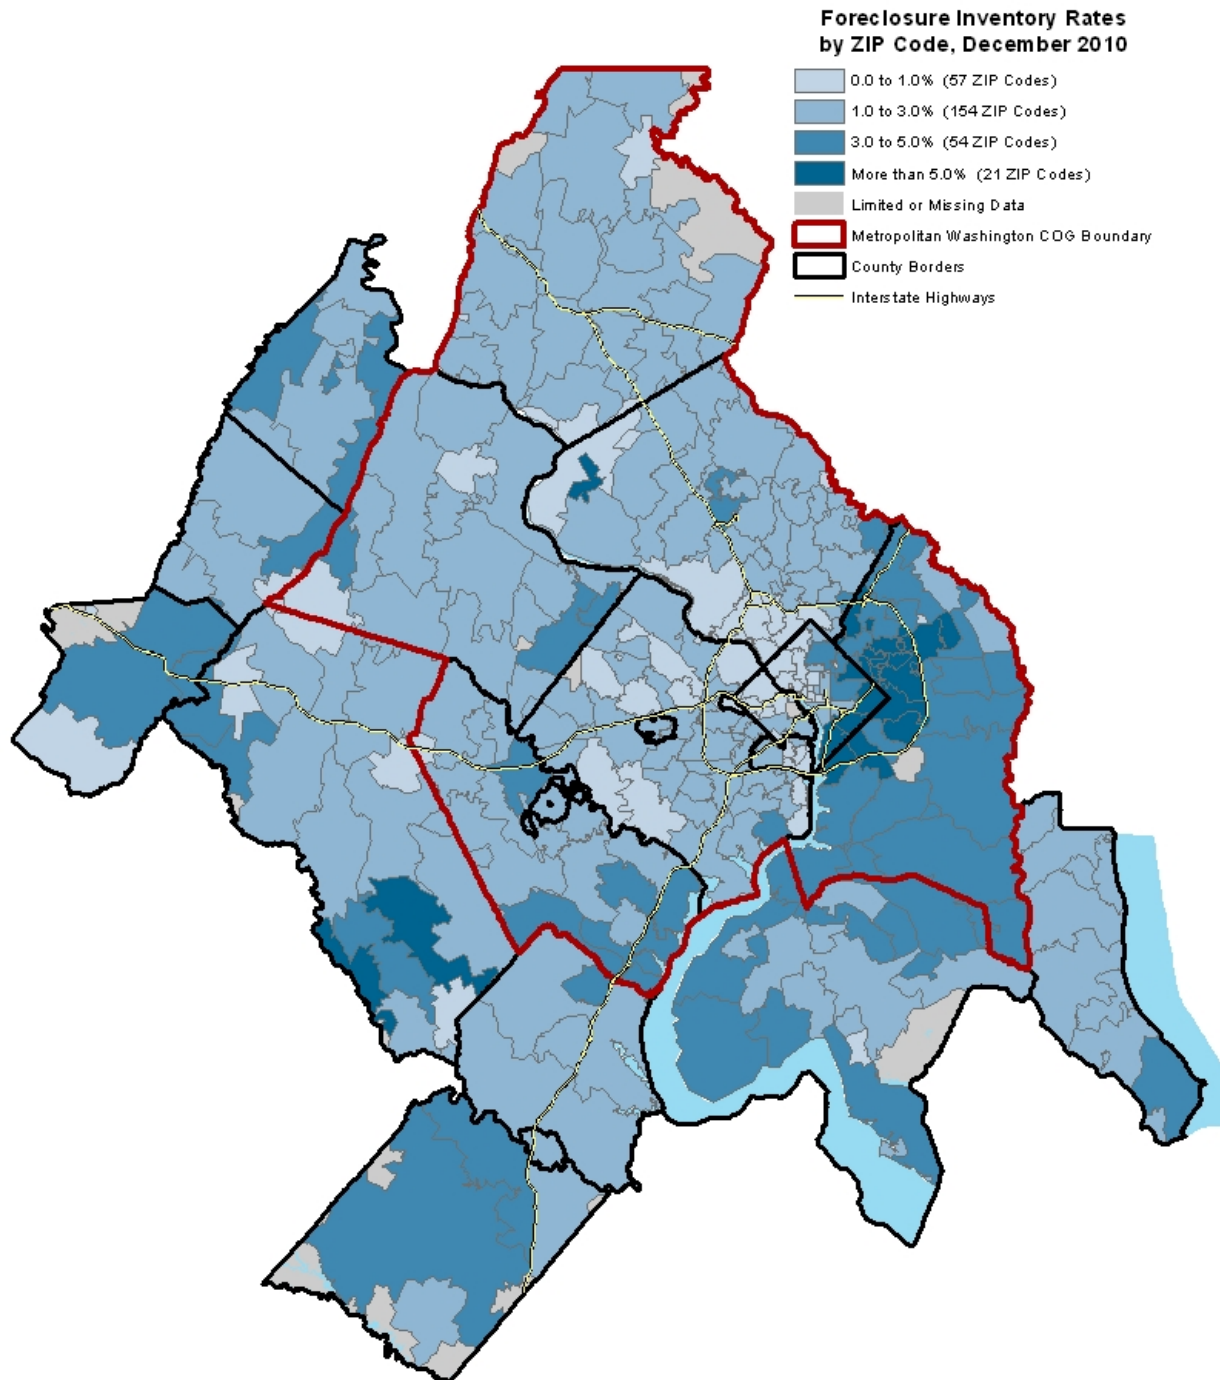 Foreclosure Inventory Rates
by ZIP Code, December 2010
0.0 to 1.0% (57 ZIP Codes)
1.0 to 3.0% (154 ZIP Codes)
3.0 to 5.0% (54 ZIP Codes)
More than 5.0% (21 ZIP Codes)
Limited or Missing Data
Metropolitan Washington COG Boundary
County Borders
Interstate Highways